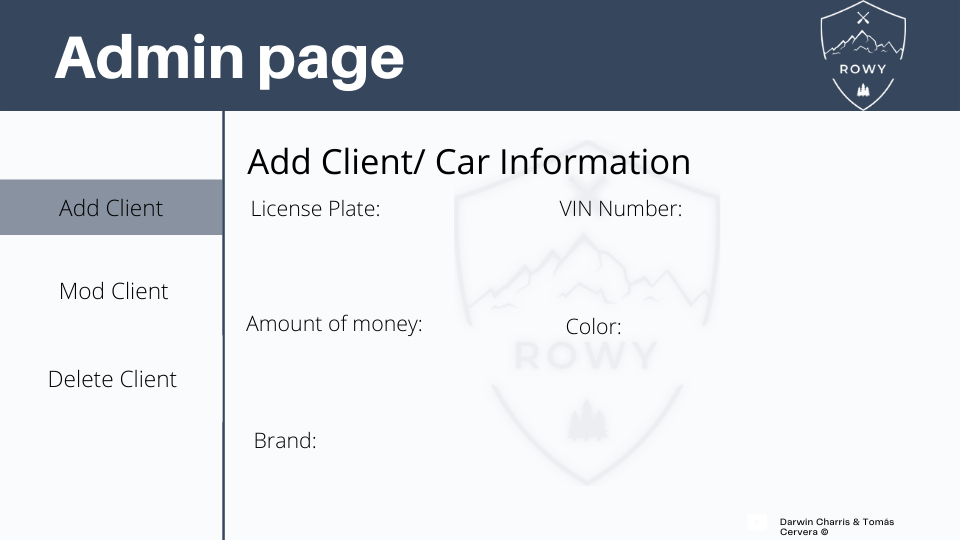 Admin page
ROWY
Add Client/ Car Information
Add Client
License Plate:
VIN Number:
Mod Client
Amount of money:
Color:
ROWY
Delete Client
Brand:
Darwin Charris & Tomás
Cervera ©